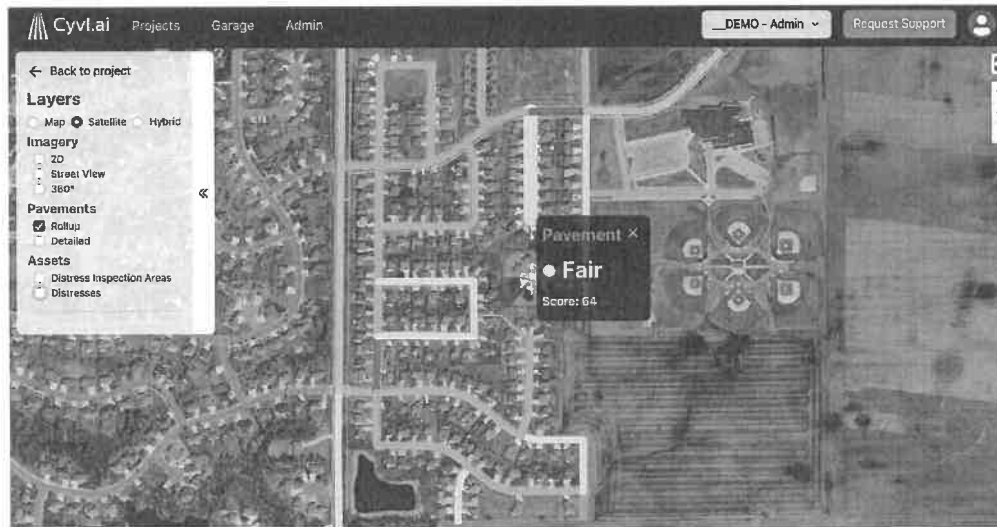 Cyvl.ai Projects Garage Admin __DEMO - Admin Request Support
← Back to project
Layers
Map Satellite Hybrid
Imagery
2D
Street View
360°
Pavements
Rollup
Detailed
Assets
Distress Inspection Areas
Distresses
«
Pavement ×
Fair
Score: 64